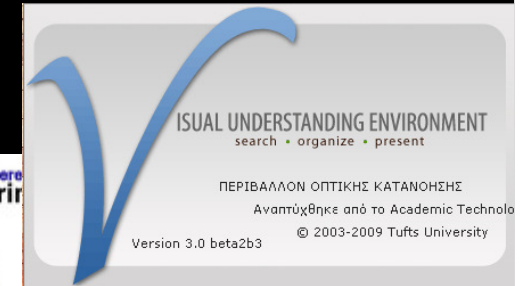 VISUAL UNDERSTANDING ENVIRONMENT
search • organize • present
ΠΕΡΙΒΑΛΛΟΝ ΟΠΤΙΚΗΣ ΚΑΤΑΝΟΗΣΗΣ
Αναπτύχθηκε από το Academic Technolo
© 2003-2009 Tufts University
Version 3.0 beta2b3